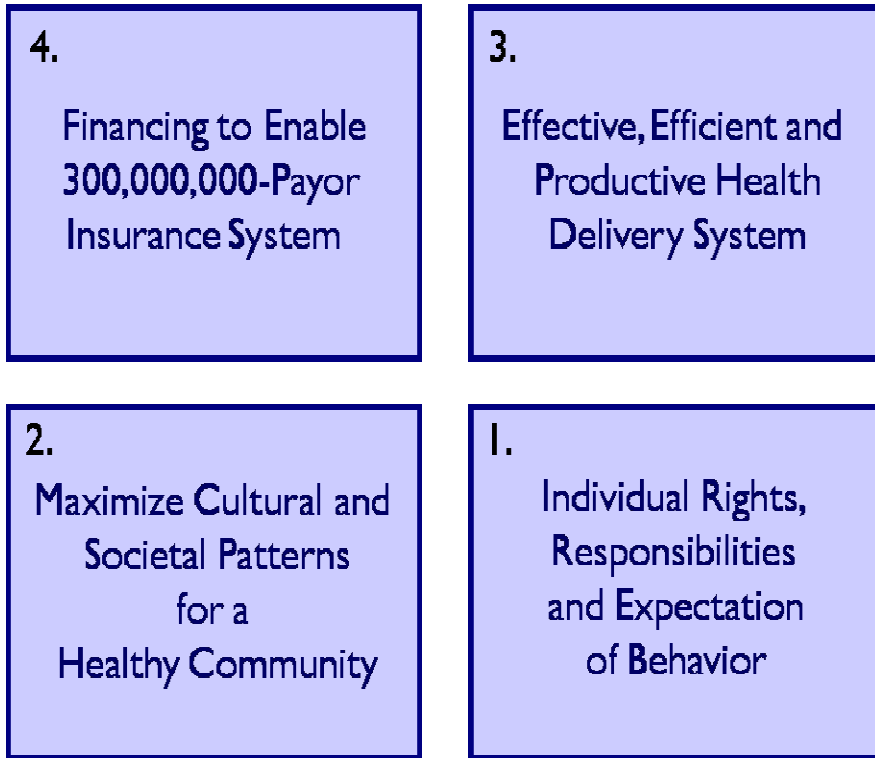 4.
Financing to Enable
300,000,000-Payor
Insurance System
3.
Effective, Efficient and
Productive Health
Delivery System
2.
Maximize Cultural and
Societal Patterns
for a
Healthy Community
1.
Individual Rights,
Responsibilities
and Expectation
of Behavior